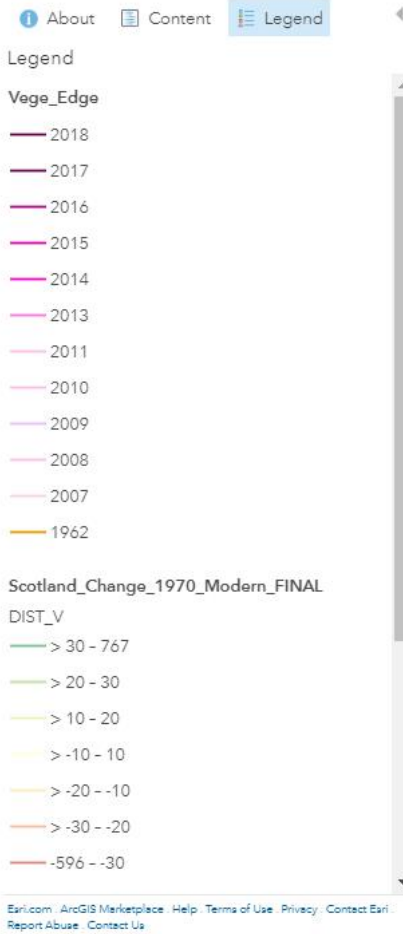 About Content Legend
Legend
Vege_Edge
2018
2017
2016
2015
2014
2013
2011
2010
2009
2008
2007
1962
Scotland_Change_1970_Modern_FINAL
DIST_V
> 30 – 767
> 20 – 30
> 10 – 20
> -10 – 10
> -20 – -10
> -30 – -20
-596 – -30
Esri.com . ArcGIS Marketplace . Help . Terms of Use . Privacy . Contact Esri .
Report Abuse . Contact Us